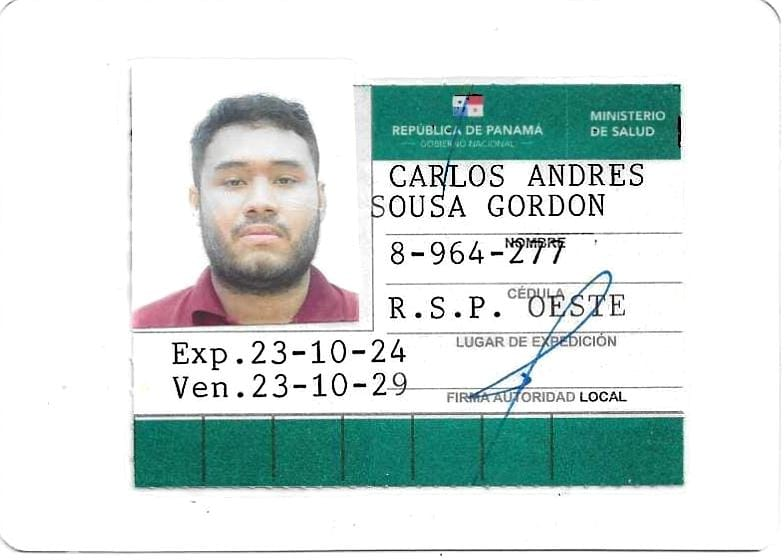 REPÚBLICA DE PANAMÁ
GOBIERNO NACIONAL
MINISTERIO
DE SALUD
CARLOS ANDRES
SOUSA GORDON
NOMBRE
8-964-277
CÉDULA
R.S.P. OESTE
LUGAR DE EXPEDICIÓN
Exp.23-10-24
Ven.23-10-29
FIRMA AUTORIDAD LOCAL